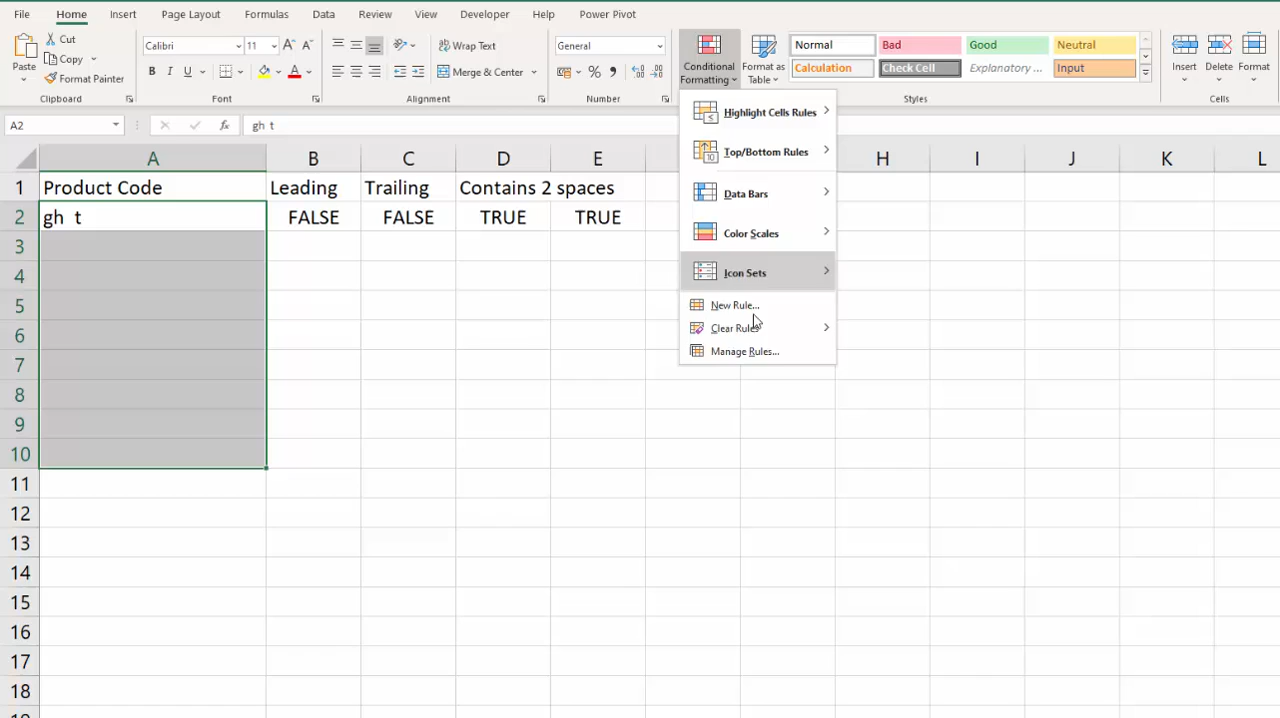 File Home Insert Page Layout Formulas Data Review View Developer Help Power Pivot
Paste
Cut
Copy
Format Painter
Clipboard
Calibri 11 A A
B I U A
Font
Wrap Text
Merge & Center
Alignment
General
% ,
Number
Conditional Formatting
Format as Table
Normal Bad Good Neutral
Calculation Check Cell Explanatory ... Input
Styles
Insert Delete Format
Cells
A2 fx gh  t
Highlight Cells Rules
Top/Bottom Rules
Data Bars
Color Scales
Icon Sets
New Rule...
Clear Rules
Manage Rules...
A B C D E H I J K L
1 Product Code Leading Trailing Contains 2 spaces
2 gh  t FALSE FALSE TRUE TRUE
3
4
5
6
7
8
9
10
11
12
13
14
15
16
17
18